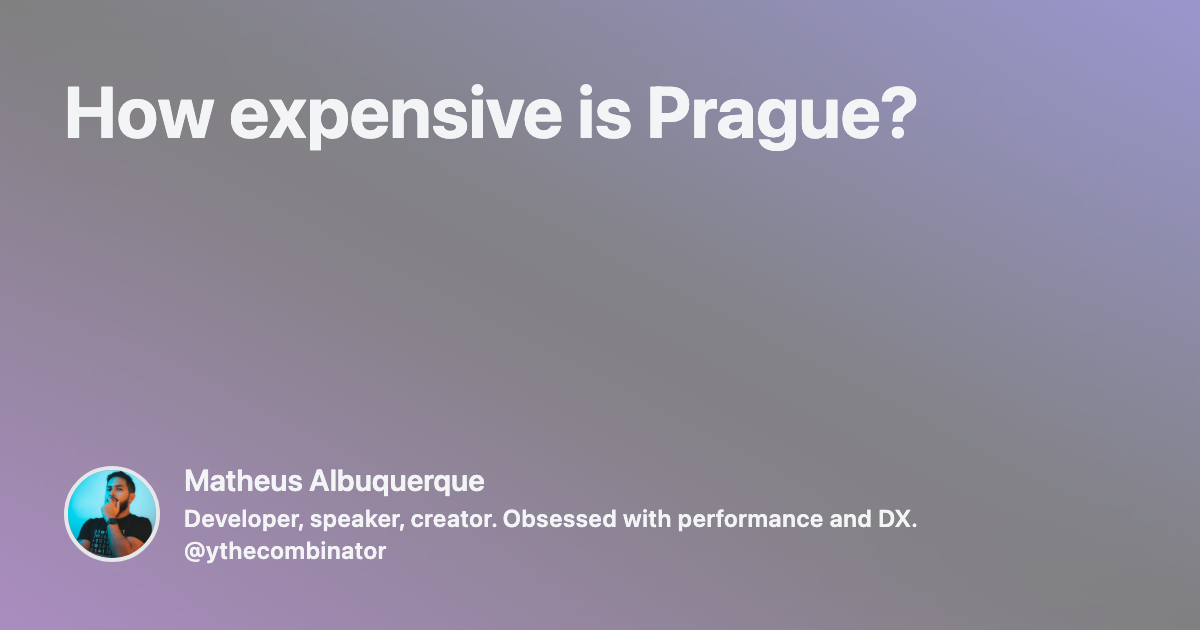 How expensive is Prague?
Matheus Albuquerque
Developer, speaker, creator. Obsessed with performance and DX.
@ythecombinator